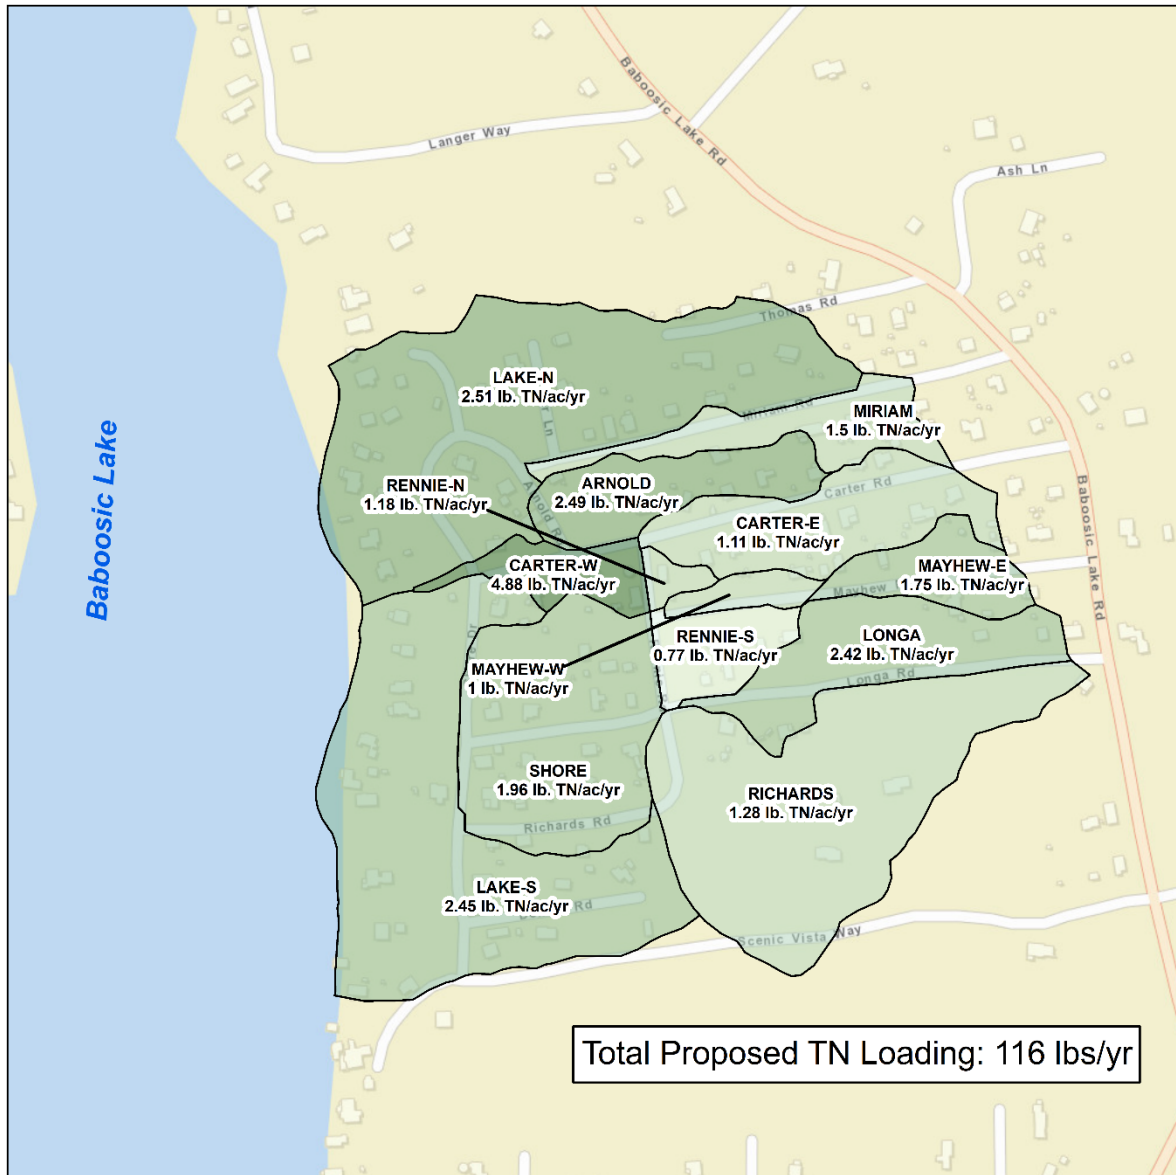 Langer Way
Baboosic Lake Rd
Ash Ln
Thomas Rd
LAKE-N
2.51 lb. TN/ac/yr
Miriam Rd
MIRIAM
1.5 lb. TN/ac/yr
RENNIE-N
1.18 lb. TN/ac/yr
Arnold
ARNOLD
2.49 lb. TN/ac/yr
Carter Rd
CARTER-E
1.11 lb. TN/ac/yr
Baboosic Lake
Baboosic Lake Rd
CARTER-W
4.88 lb. TN/ac/yr
MAYHEW-E
1.75 lb. TN/ac/yr
Mayhew
RENNIE-S
0.77 lb. TN/ac/yr
LONGA
2.42 lb. TN/ac/yr
MAYHEW-W
1 lb. TN/ac/yr
Longa Rd
SHORE
1.96 lb. TN/ac/yr
RICHARDS
1.28 lb. TN/ac/yr
Richards Rd
LAKE-S
2.45 lb. TN/ac/yr
Rd
Scenic Vista Way
Total Proposed TN Loading: 116 lbs/yr